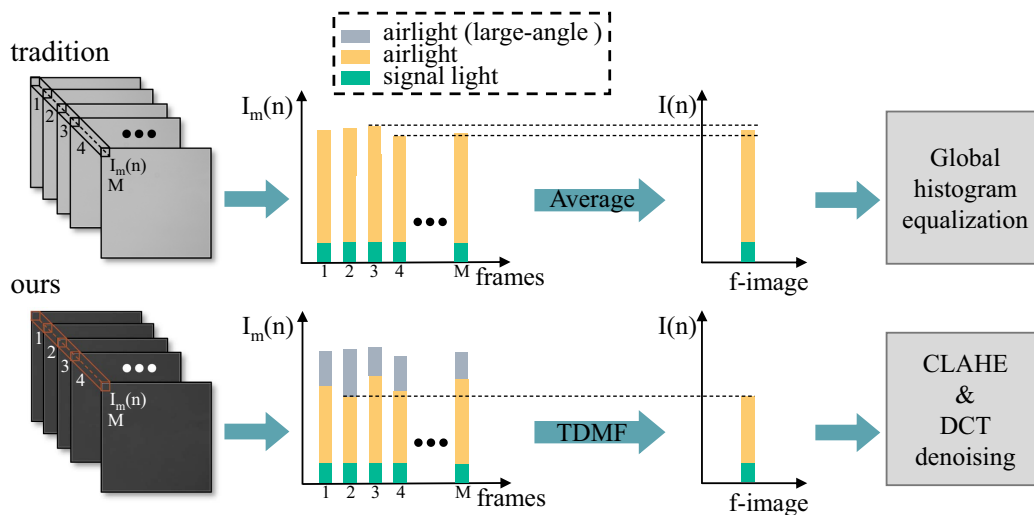 airlight (large-angle )
airlight
signal light
tradition
1
2
3
4
I_m(n)
M
I_m(n)
1 2 3 4 M
frames
Average
I(n)
f-image
Global
histogram
equalization
ours
1
2
3
4
I_m(n)
M
I_m(n)
1 2 3 4 M
frames
TDMF
I(n)
f-image
CLAHE
&
DCT
denoising